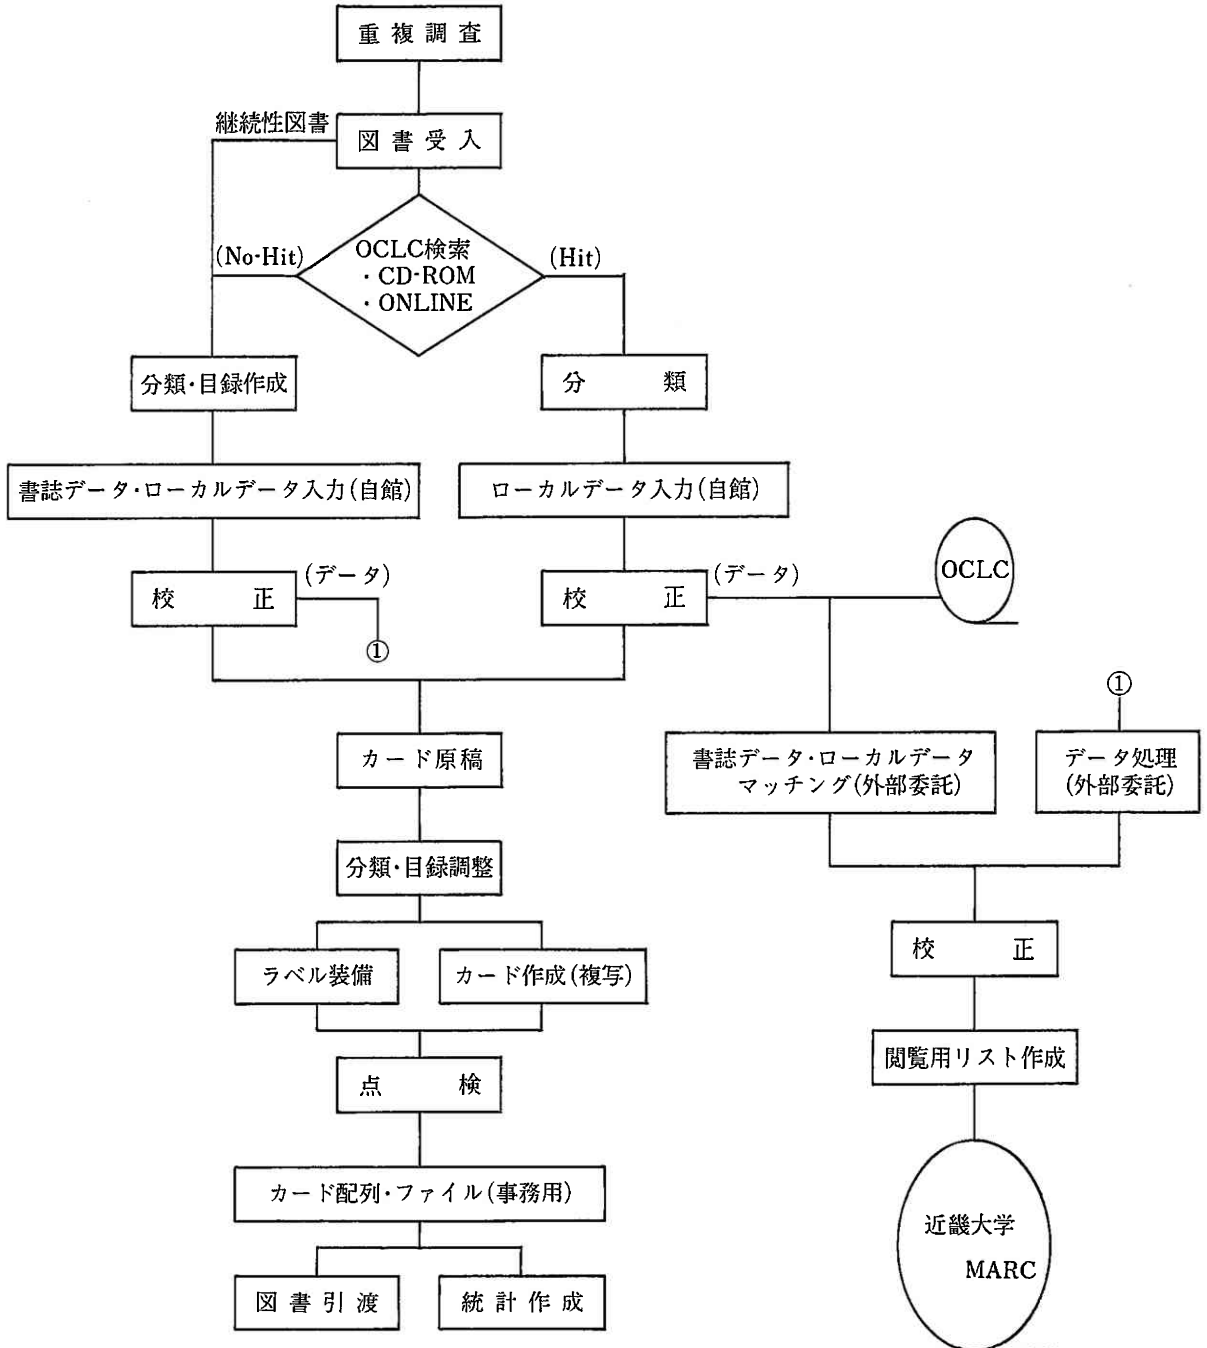 重複調査
継続性図書
図書受入
(No-Hit)
OCLC検索
・CD-ROM
・ONLINE
(Hit)
分類・目録作成
分類
書誌データ・ローカルデータ入力(自館)
ローカルデータ入力(自館)
校正
(データ)
①
校正
(データ)
OCLC
カード原稿
書誌データ・ローカルデータ
マッチング(外部委託)
①
データ処理
(外部委託)
分類・目録調整
ラベル装備
カード作成(複写)
校正
点検
閲覧用リスト作成
カード配列・ファイル(事務用)
図書引渡
統計作成
近畿大学
MARC